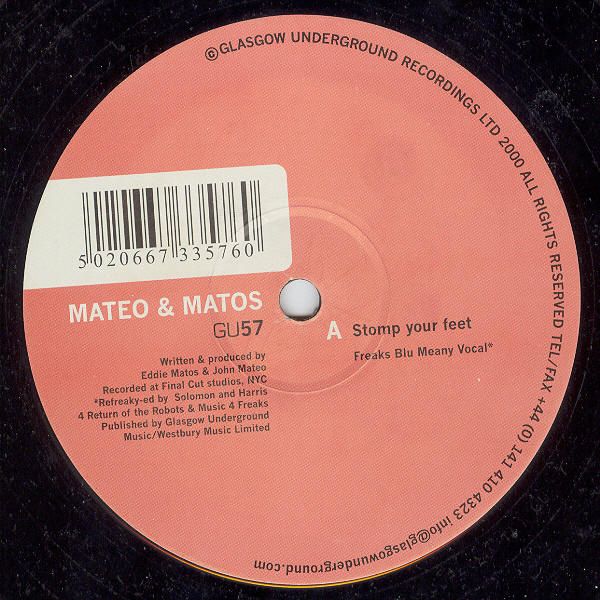 ©GLASGOW UNDERGROUND RECORDINGS LTD 2000 ALL RIGHTS RESERVED TEL/FAX +44 (0) 141 410 4323 info@glasgowunderground.com
5 020667 335760
MATEO & MATOS
GU57
Written & produced by
Eddie Matos & John Mateo
Recorded at Final Cut studios, NYC
*Refreaky-ed by Solomon and Harris
4 Return of the Robots & Music 4 Freaks
Published by Glasgow Underground
Music/Westbury Music Limited
A Stomp your feet
Freaks Blu Meany Vocal*